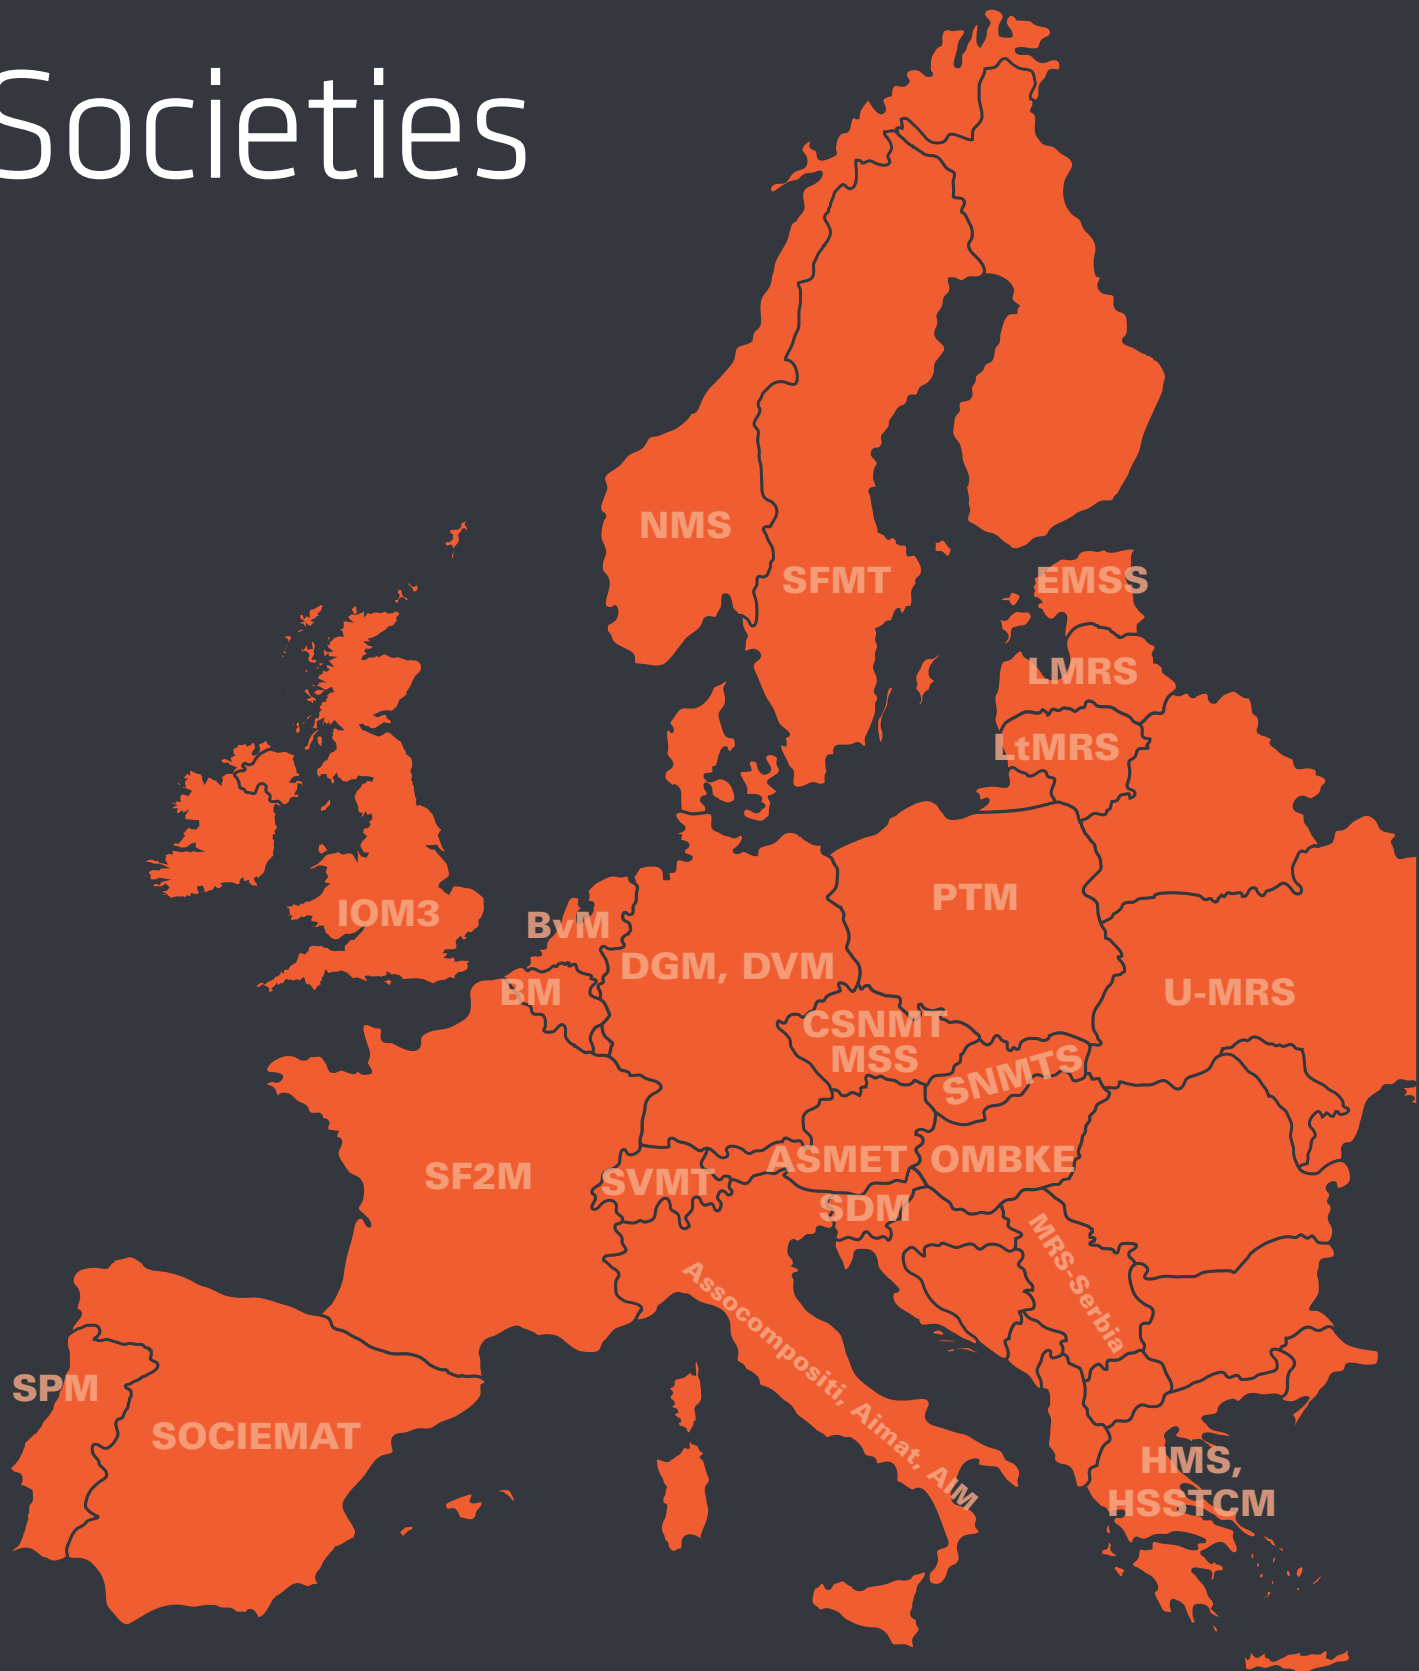 Societies
NMS
SFMT
EMSS
LMRS
LtMRS
IOM3
BvM
PTM
DGM, DVM
BM
U-MRS
CSNMT
MSS
SNMTS
SF2M
SVMT
ASMET
OMBKE
SDM
MRS-Serbia
Assocompositi, Aimat, AIM
SPM
SOCIEMAT
HMS,
HSSTCM